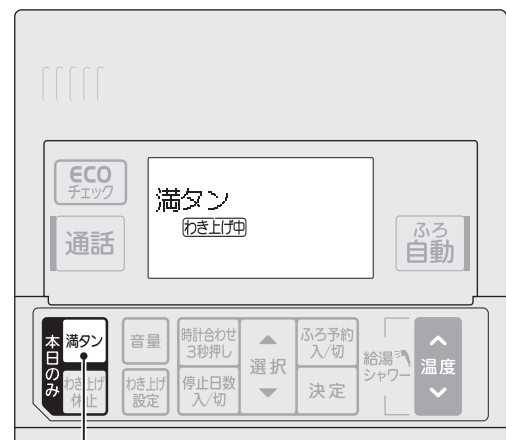 ECO
チェック
通話
満タン
わき上げ中
ふろ
自動
本日のみ
満タン
わき上げ
休止
音量
わき上げ
設定
時計合わせ
3秒押し
停止日数
入/切
選択
ふろ予約
入/切
決定
給湯
シャワー
温度